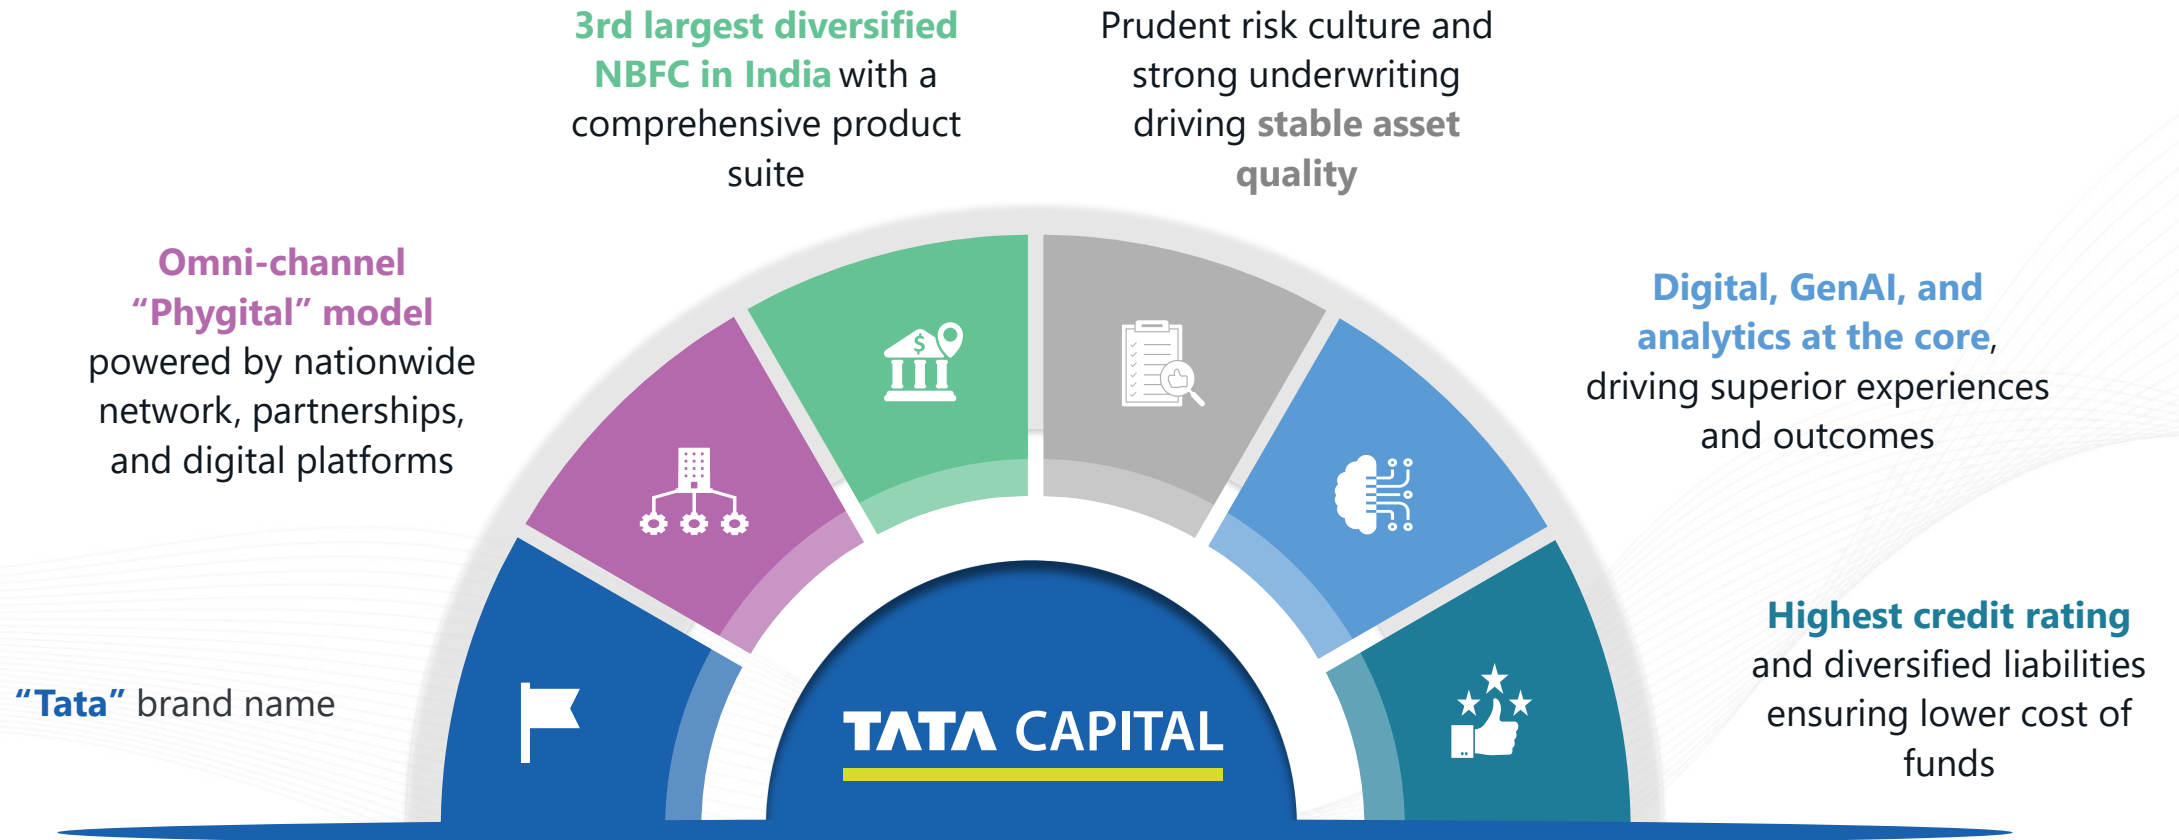 3rd largest diversified
NBFC in India with a
comprehensive product
suite
Prudent risk culture and
strong underwriting
driving stable asset
quality
Omni-channel
“Phygital” model
powered by nationwide
network, partnerships,
and digital platforms
Digital, GenAI, and
analytics at the core,
driving superior experiences
and outcomes
“Tata” brand name
Highest credit rating
and diversified liabilities
ensuring lower cost of
funds
TATA CAPITAL
$